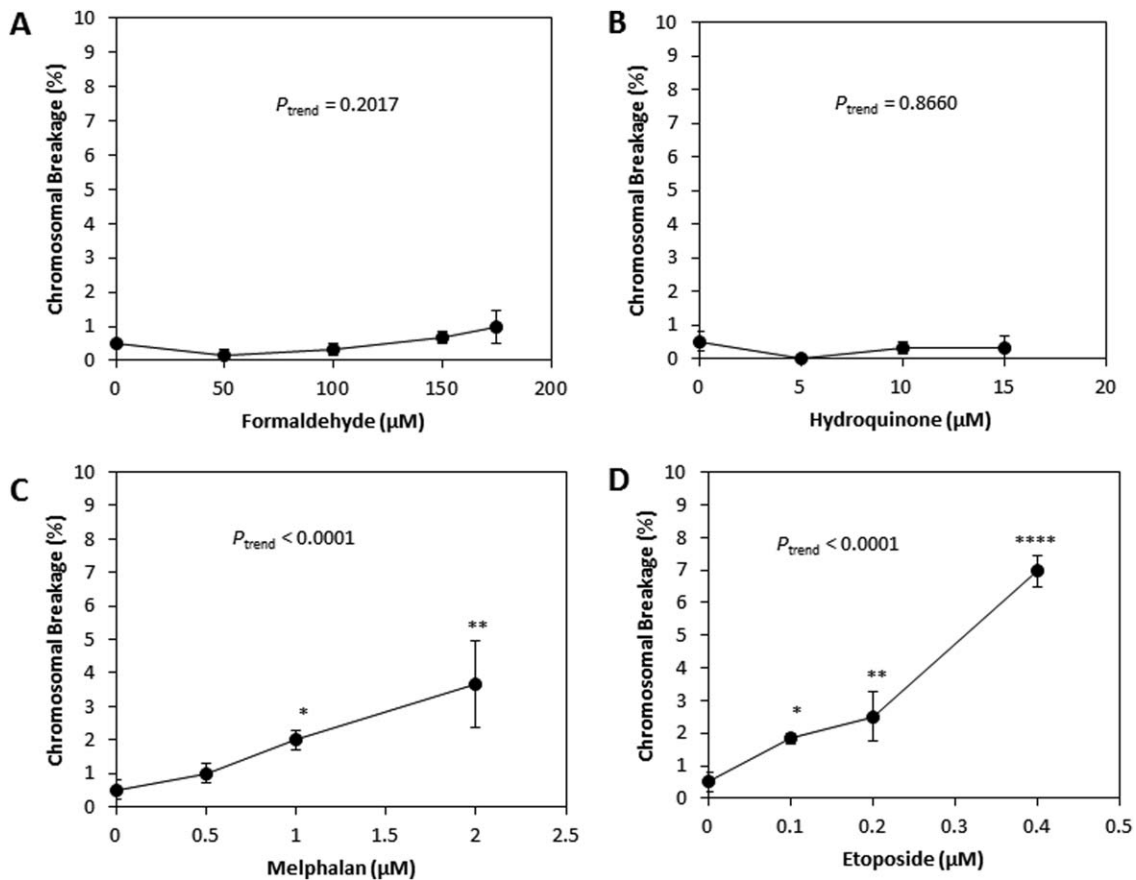 A
Chromosomal Breakage (%)
10
9
8
7
6
5
4
3
2
1
0
P trend = 0.2017
0 50 100 150 200
Formaldehyde (µM)
B
Chromosomal Breakage (%)
10
9
8
7
6
5
4
3
2
1
0
P trend = 0.8660
0 5 10 15 20
Hydroquinone (µM)
C
Chromosomal Breakage (%)
10
9
8
7
6
5
4
3
2
1
0
P trend < 0.0001
**
*
0 0.5 1 1.5 2 2.5
Melphalan (µM)
D
Chromosomal Breakage (%)
10
9
8
7
6
5
4
3
2
1
0
P trend < 0.0001
****
**
*
0 0.1 0.2 0.3 0.4 0.5
Etoposide (µM)